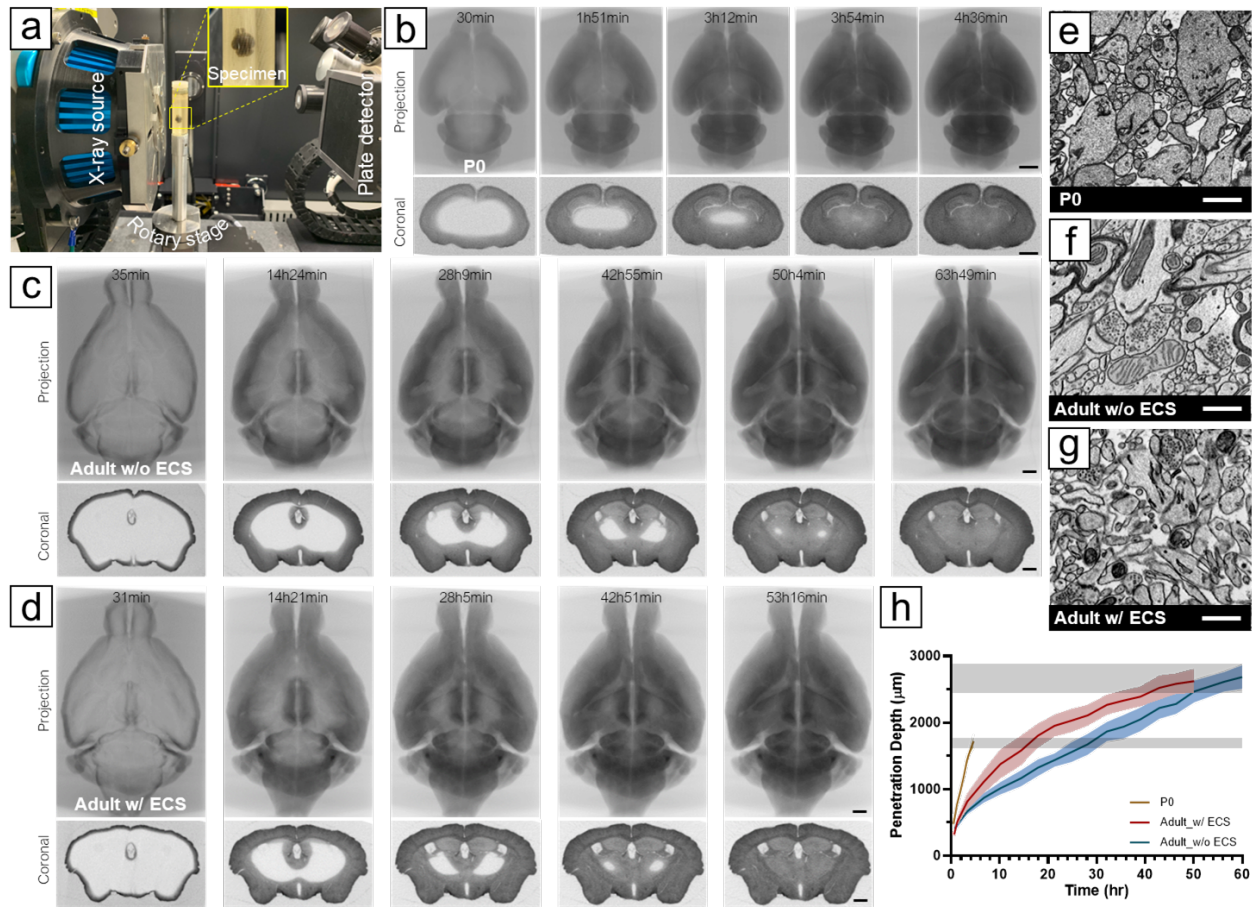 a
X-ray source
Specimen
Plate detector
Rotary stage
b
30min
1h51min
3h12min
3h54min
4h36min
Projection
P0
Coronal
c
35min
14h24min
28h9min
42h55min
50h4min
63h49min
Projection
Adult w/o ECS
Coronal
d
31min
14h21min
28h5min
42h51min
53h16min
Projection
Adult w/ ECS
Coronal
e
P0
f
Adult w/o ECS
g
Adult w/ ECS
h
3000
2000
1000
0
Penetration Depth (μm)
P0
Adult_w/ ECS
Adult_w/o ECS
0 10 20 30 40 50 60
Time (hr)